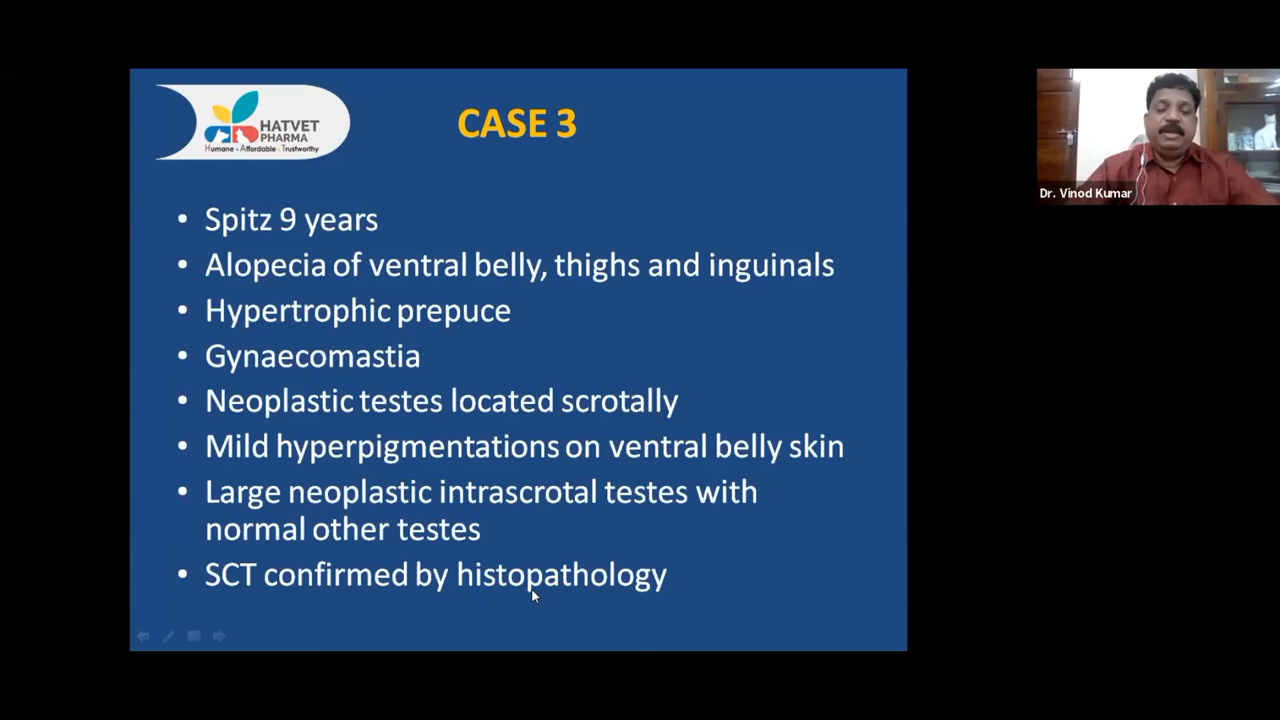 HATVET
PHARMA
Humane - Affordable - Trustworthy
CASE 3
• Spitz 9 years
• Alopecia of ventral belly, thighs and inguinals
• Hypertrophic prepuce
• Gynaecomastia
• Neoplastic testes located scrotally
• Mild hyperpigmentations on ventral belly skin
• Large neoplastic intrascrotal testes with
normal other testes
• SCT confirmed by histopathology
Dr. Vinod Kumar